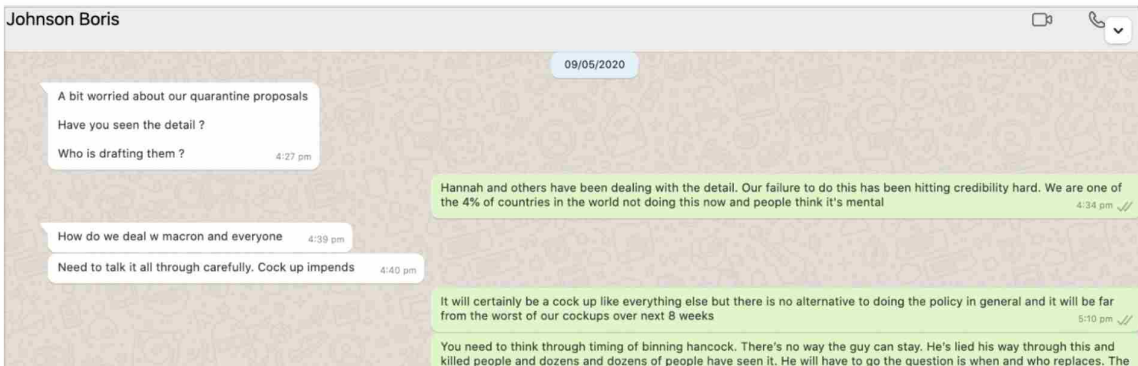 Johnson Boris
09/05/2020
A bit worried about our quarantine proposals
Have you seen the detail ?
Who is drafting them ?
4:27 pm
Hannah and others have been dealing with the detail. Our failure to do this has been hitting credibility hard. We are one of
the 4% of countries in the world not doing this now and people think it's mental
4:34 pm
How do we deal w macron and everyone 4:39 pm
Need to talk it all through carefully. Cock up impends 4:40 pm
It will certainly be a cock up like everything else but there is no alternative to doing the policy in general and it will be far
from the worst of our cockups over next 8 weeks
5:10 pm
You need to think through timing of binning hancock. There's no way the guy can stay. He's lied his way through this and
killed people and dozens and dozens of people have seen it. He will have to go the question is when and who replaces. The